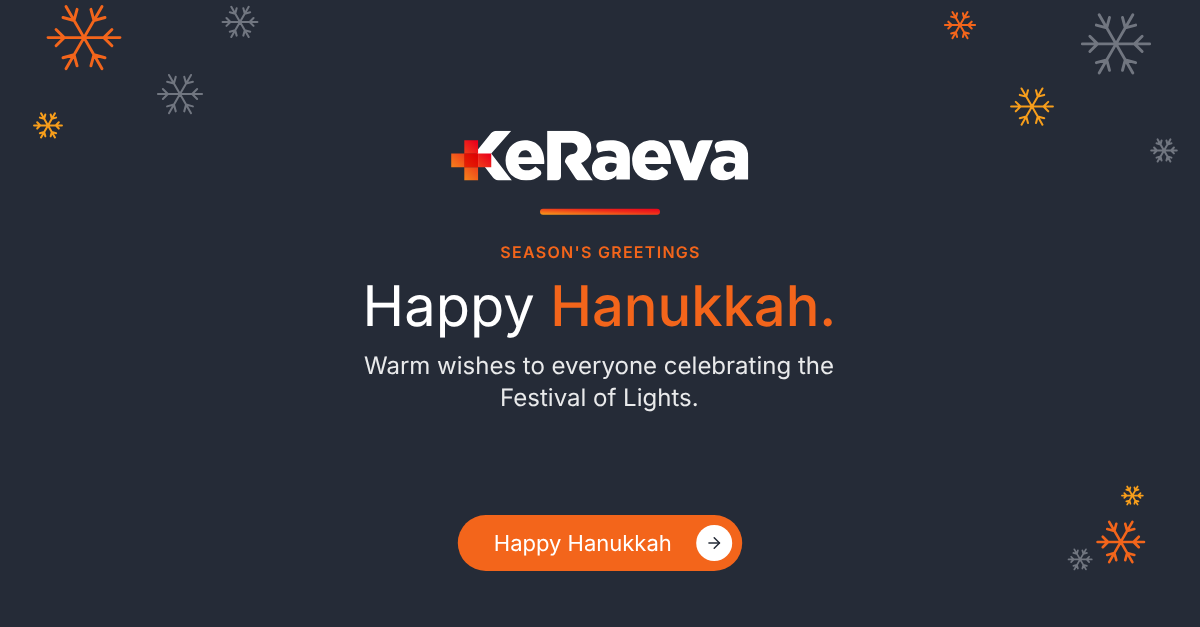 KeRaeva
SEASON'S GREETINGS
Happy Hanukkah.
Warm wishes to everyone celebrating the
Festival of Lights.
Happy Hanukkah